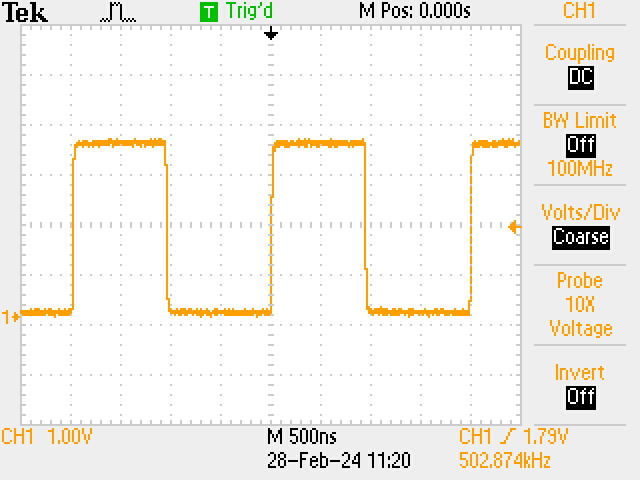 Tek T Trig'd M Pos: 0.000s CH1
Coupling
DC
BW Limit
Off
100MHz
Volts/Div
Coarse
Probe
10X
Voltage
Invert
Off
1
CH1 1.00V M 500ns CH1 1.79V
28-Feb-24 11:20 502.874kHz